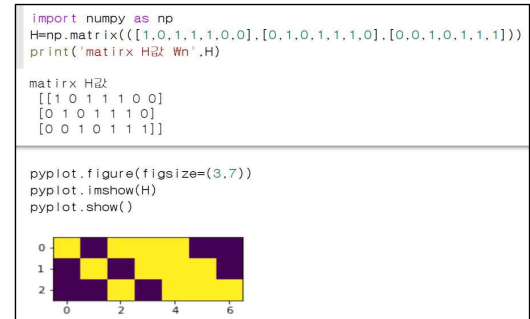 import numpy as np
H=np.matrix(([1,0,1,1,1,0,0],[0,1,0,1,1,1,0],[0,0,1,0,1,1,1]))
print('matirx H값 ₩n',H)
matirx H값
[[1 0 1 1 1 0 0]
[0 1 0 1 1 1 0]
[0 0 1 0 1 1 1]]
pyplot.figure(figsize=(3,7))
pyplot.imshow(H)
pyplot.show()
0
1
2
0 2 4 6